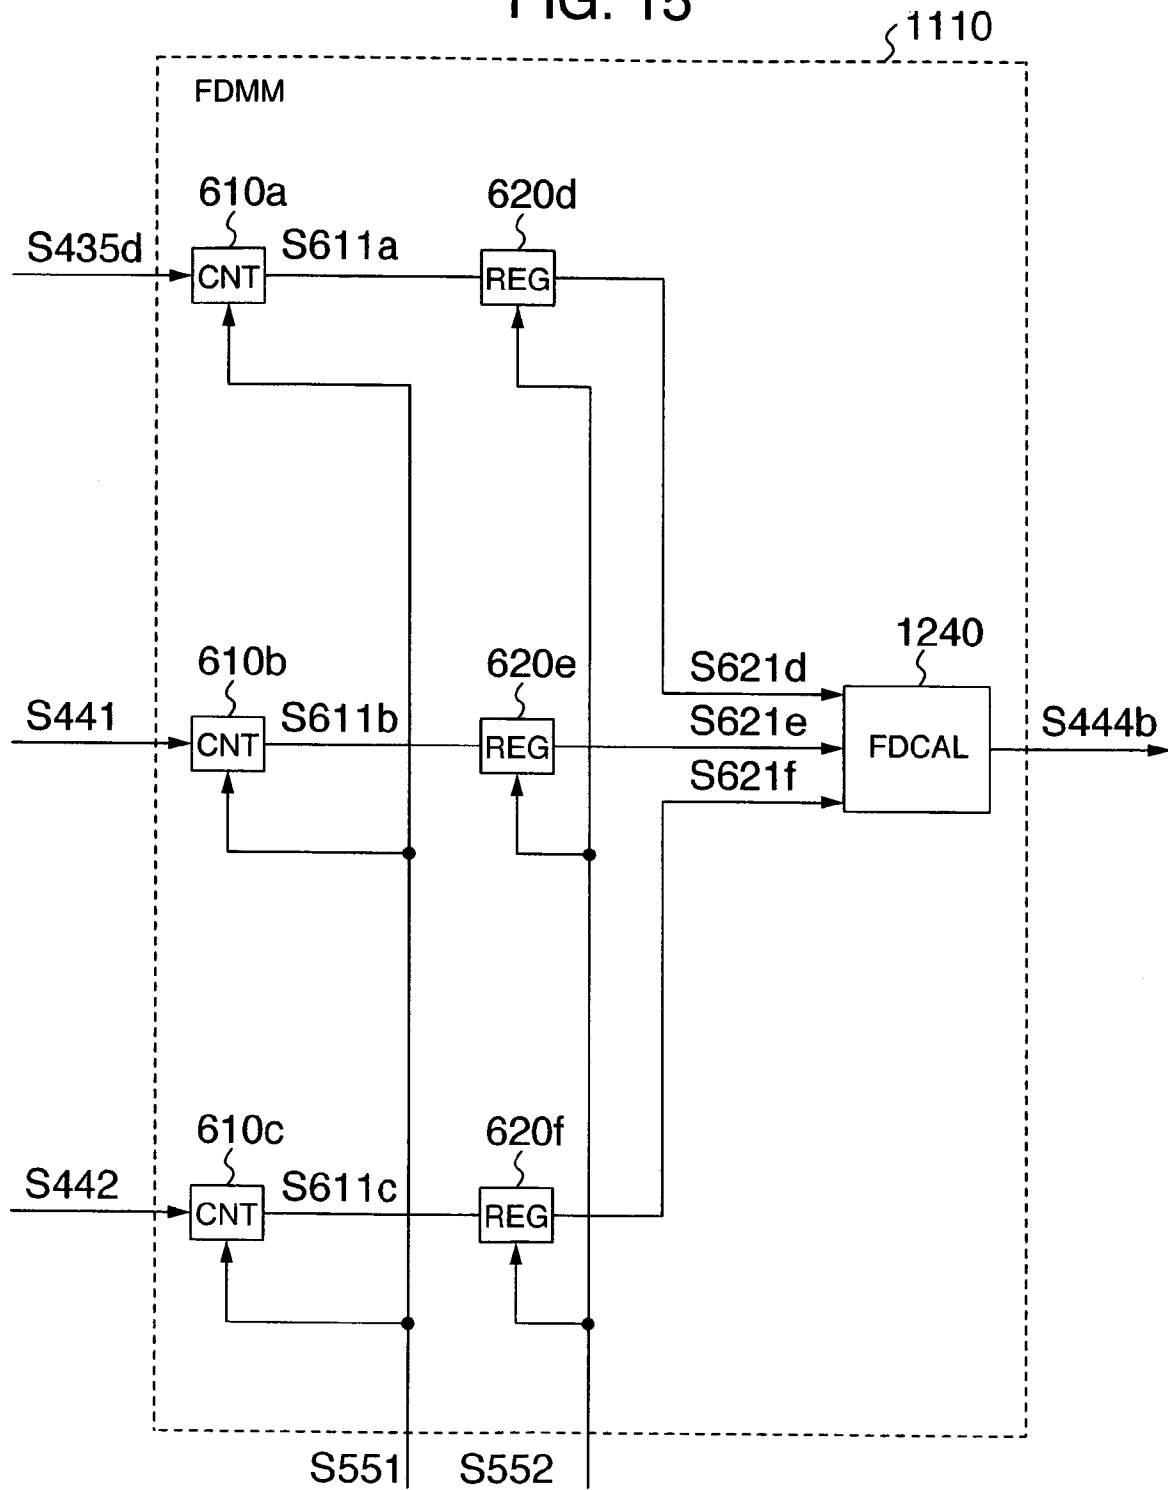 FIG. 15
1110
FDMM
610a
620d
S435d
S611a
CNT
REG
1240
610b
620e
S621d
S441
S611b
S621e
S444b
CNT
REG
FDCAL
S621f
610c
620f
S442
S611c
CNT
REG
S551
S552